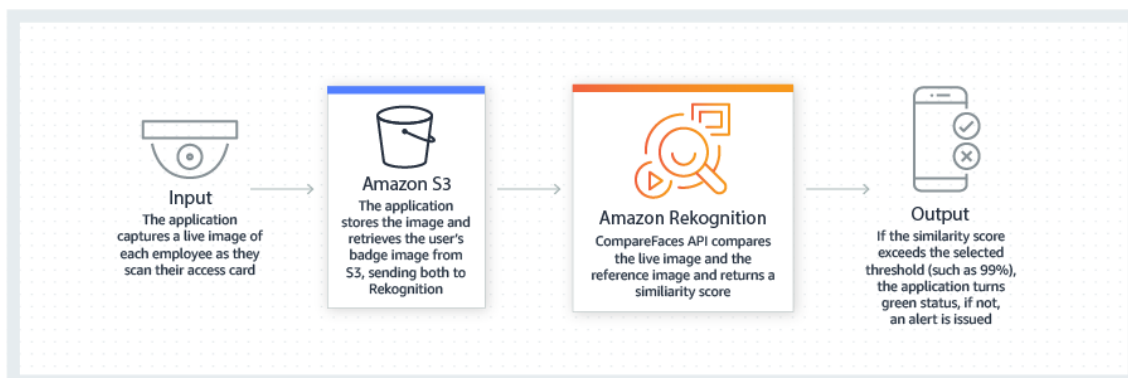 Input
The application
captures a live image of
each employee as they
scan their access card
Amazon S3
The application
stores the image and
retrieves the user's
badge image from
S3, sending both to
Rekognition
Amazon Rekognition
CompareFaces API compares
the live image and the
reference image and returns a
similiarity score
Output
If the similarity score
exceeds the selected
threshold (such as 99%),
the application turns
green status, if not,
an alert is issued